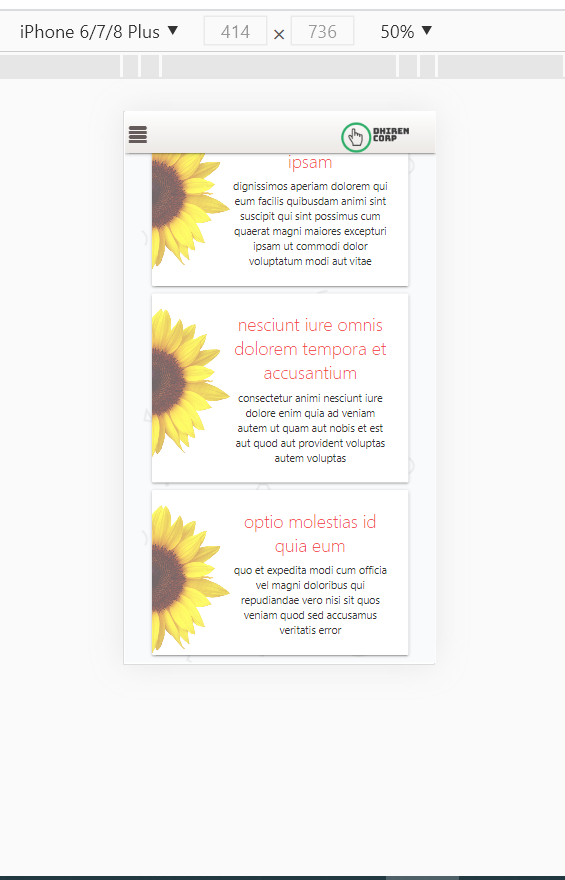 iPhone 6/7/8 Plus ▼ 414 × 736 50% ▼
DHIREN
CORP
ipsam
dignissimos aperiam dolorem qui
eum facilis quibusdam animi sint
suscipit qui sint possimus cum
quaerat magni maiores excepturi
ipsam ut commodi dolor
voluptatum modi aut vitae
nesciunt iure omnis
dolorem tempora et
accusantium
consectetur animi nesciunt iure
dolore enim quia ad veniam
autem ut quam aut nobis et est
aut quod aut provident voluptas
autem voluptas
optio molestias id
quia eum
quo et expedita modi cum officia
vel magni doloribus qui
repudiandae vero nisi sit quos
veniam quod sed accusamus
veritatis error